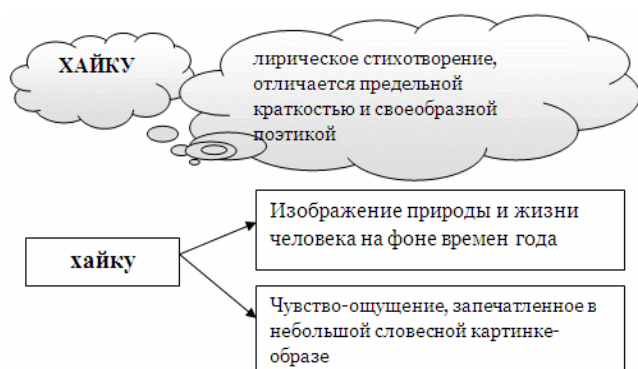 ХАЙКУ
лирическое стихотворение,
отличается предельной
краткостью и своеобразной
поэтикой
хайку
Изображение природы и жизни
человека на фоне времен года
Чувство-ощущение, запечатленное в
небольшой словесной картинке-
образе